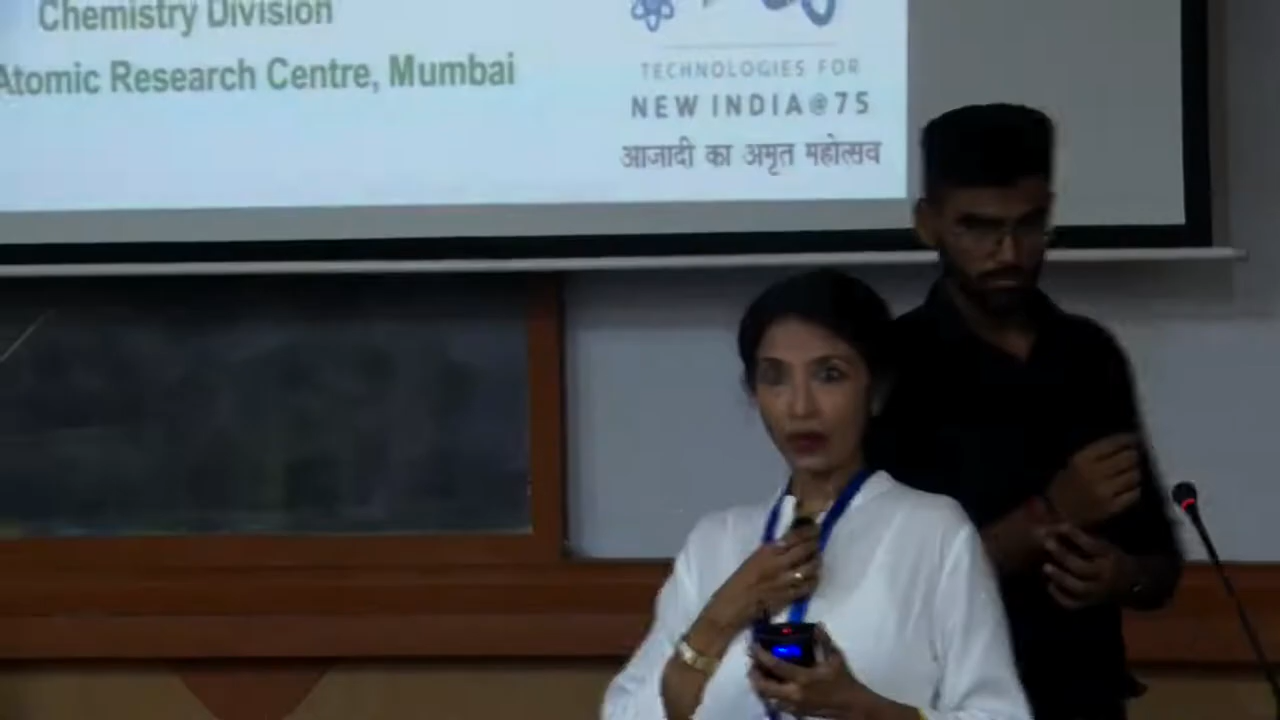 Chemistry Division
Atomic Research Centre, Mumbai
TECHNOLOGIES FOR
NEW INDIA@75
आजादी का अमृत महोत्सव